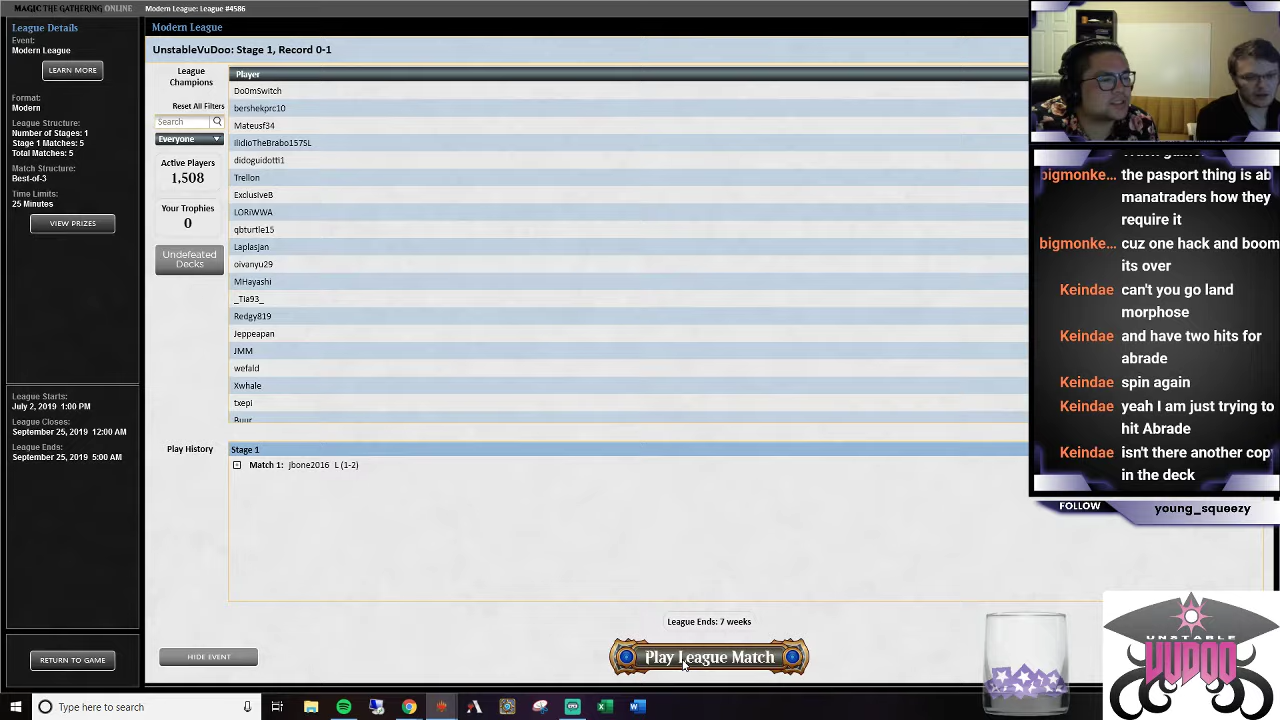 MAGIC THE GATHERING ONLINE
Modern League: League #4586
League Details
Event:
Modern League
LEARN MORE
Format:
Modern
League Structure:
Number of Stages: 1
Stage 1 Matches: 5
Total Matches: 5
Match Structure:
Best-of-3
Time Limits:
25 Minutes
VIEW PRIZES
League Starts:
July 2, 2019 1:00 PM
League Closes:
September 25, 2019 12:00 AM
League Ends:
September 25, 2019 5:00 AM
RETURN TO GAME
Modern League
UnstableVuDoo: Stage 1, Record 0-1
League
Champions
Reset All Filters
Search
Everyone
Active Players
1,508
Your Trophies
0
Undefeated
Decks
Player
Do0mSwitch
bershekprc10
Mateusf34
ilidioTheBrabo157SL
didoguidotti1
Trellon
ExclusiveB
LORiWWA
qbturtle15
Laplasjan
oivanyu29
MHayashi
_Tia93_
Redgy819
Jeppeapan
JMM
wefald
Xwhale
txepi
Play History
Stage 1
Match 1: Jbone2016 L (1-2)
League Ends: 7 weeks
HIDE EVENT
Play League Match
bigmonke... the pasport thing is ab
manatraders how they
require it
bigmonke... cuz one hack and boom
its over
Keindae can't you go land
morphose
Keindae and have two hits for
abrade
Keindae spin again
Keindae yeah I am just trying to
hit Abrade
Keindae isn't there another cop
in the deck
FOLLOW
young_squeezy
UNSTABLE
VUDOO
Type here to search